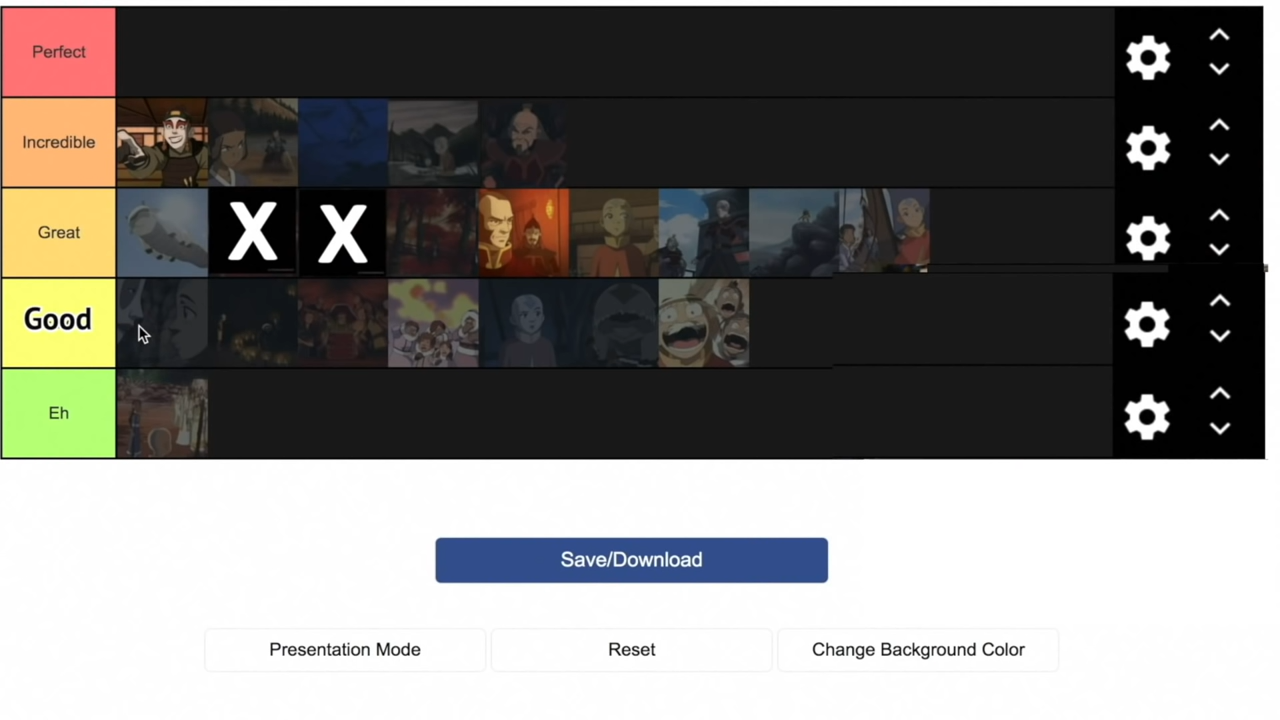 Perfect
Incredible
Great
X X
Good
Eh
Save/Download
Presentation Mode
Reset
Change Background Color